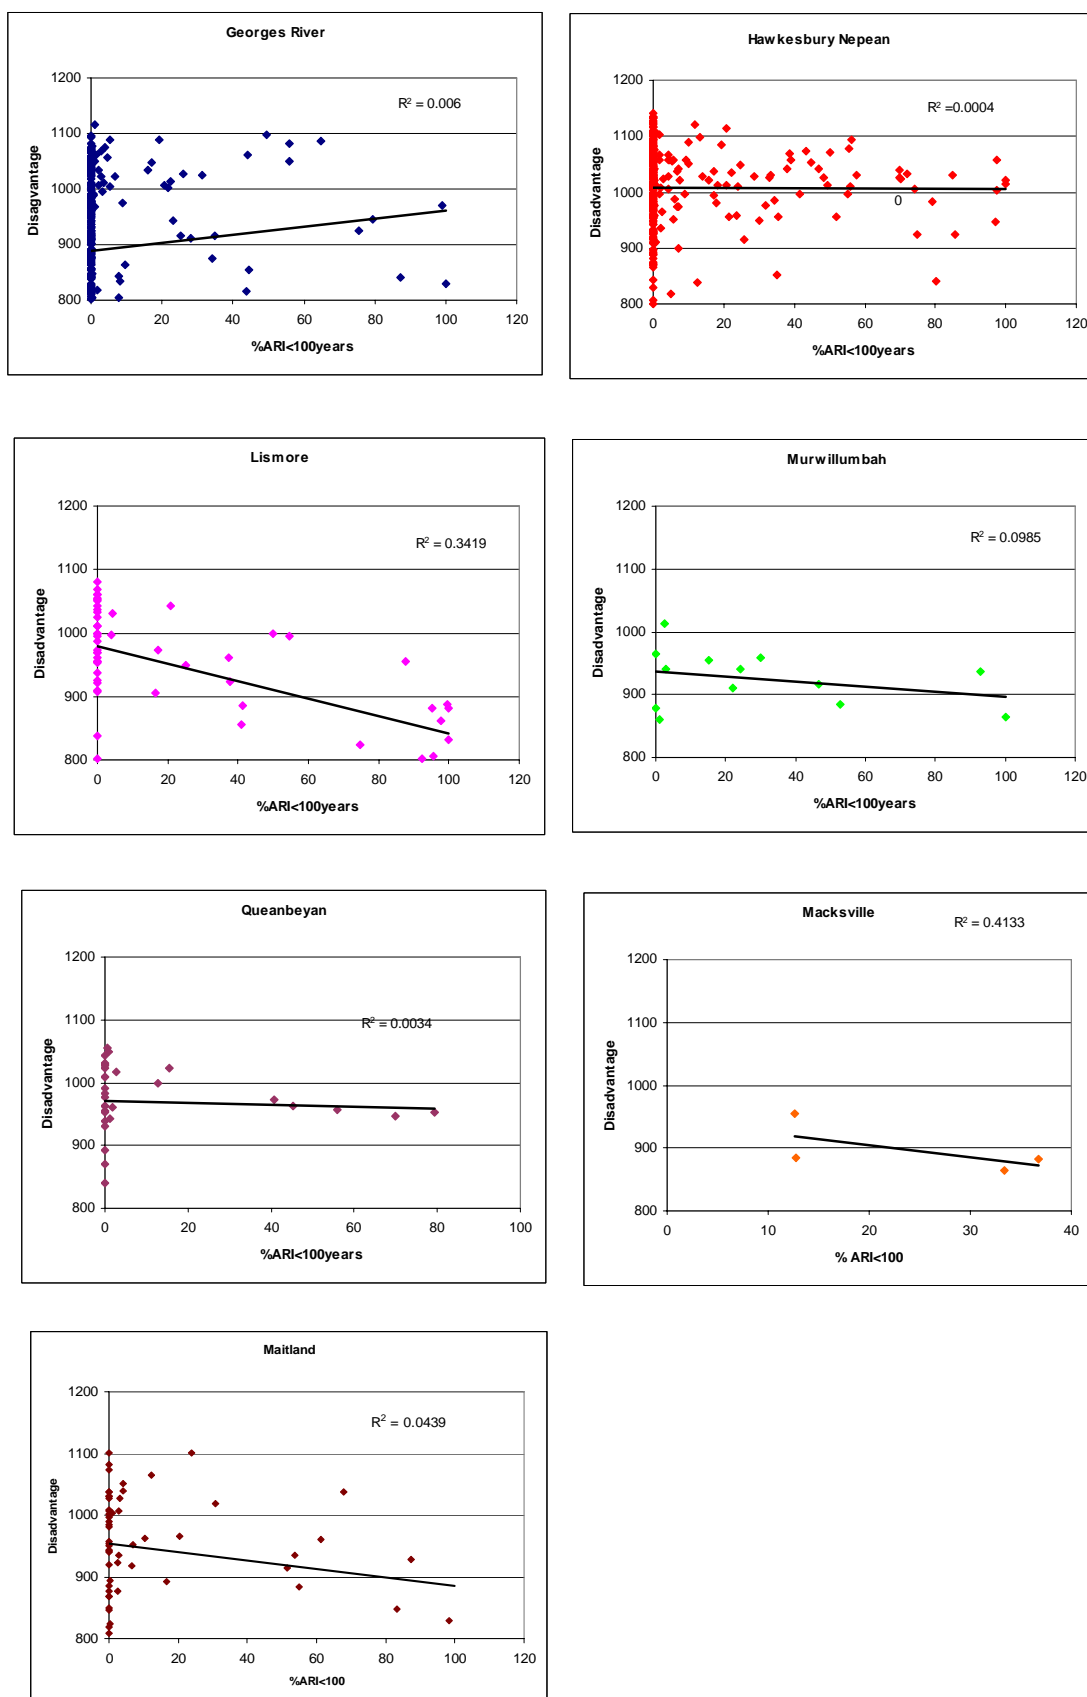 Georges River
R² = 0.006
Disadvantage
1200
1100
1000
900
800
0 20 40 60 80 100 120
%ARI<100years
Hawkesbury Nepean
R² =0.0004
Disadvantage
1200
1100
1000
900
800
0
0 20 40 60 80 100 120
%ARI<100years
Lismore
R² = 0.3419
Disadvantage
1200
1100
1000
900
800
0 20 40 60 80 100 120
%ARI<100years
Murwillumbah
R² = 0.0985
Disadvantage
1200
1100
1000
900
800
0 20 40 60 80 100 120
%ARI<100years
Queanbeyan
R² = 0.0034
Disadvantage
1200
1100
1000
900
800
0 20 40 60 80 100
%ARI<100years
Macksville
R² = 0.4133
Disadvantage
1200
1100
1000
900
800
0 10 20 30 40
% ARI<100
Maitland
R² = 0.0439
Disadvantage
1200
1100
1000
900
800
0 20 40 60 80 100 120
%ARI<100